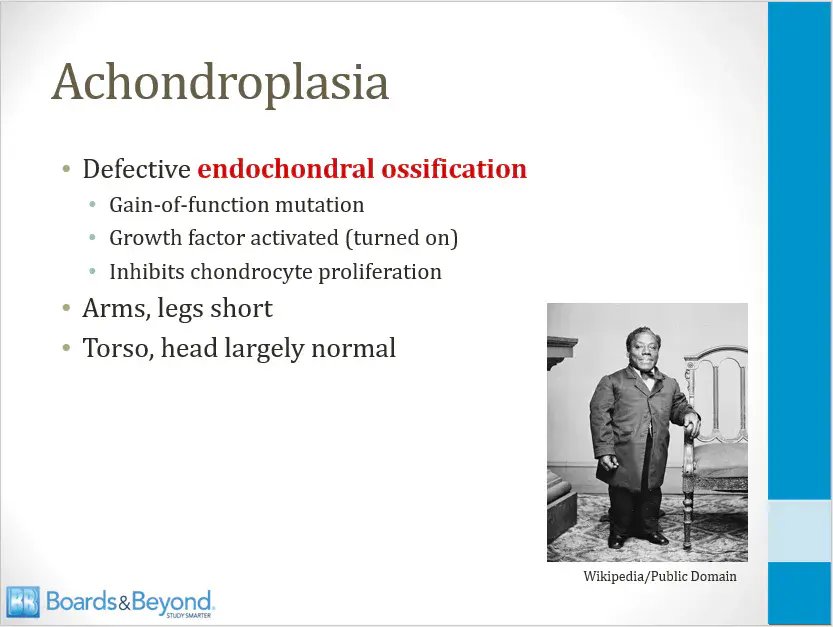 Achondroplasia
• Defective endochondral ossification
• Gain-of-function mutation
• Growth factor activated (turned on)
• Inhibits chondrocyte proliferation
• Arms, legs short
• Torso, head largely normal
Wikipedia/Public Domain
BB Boards&Beyond.
STUDY SMARTER